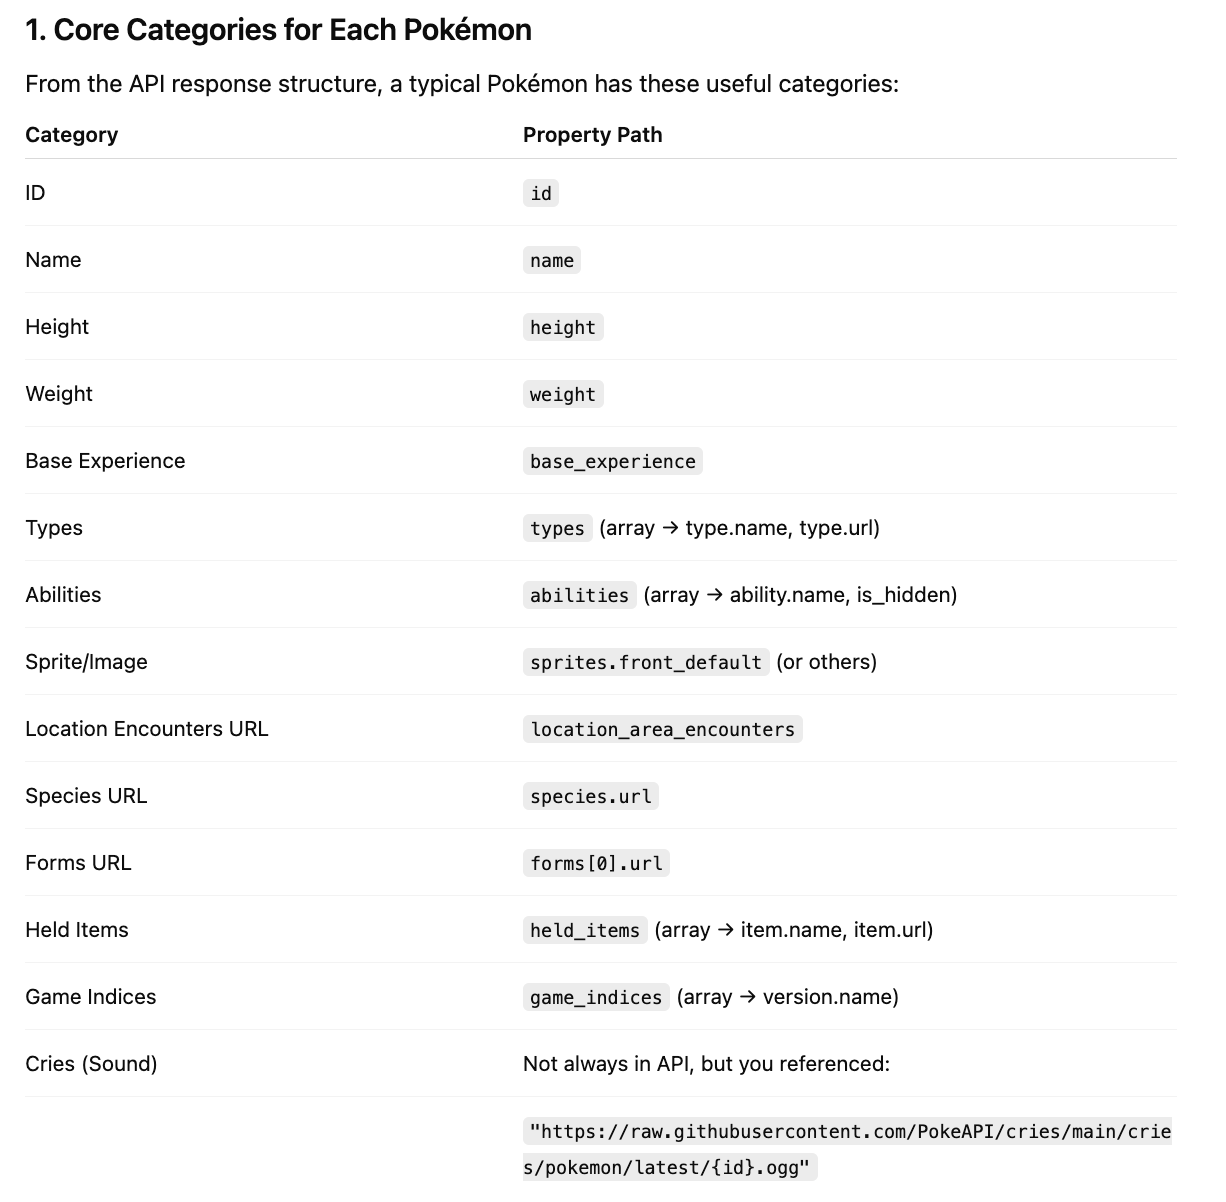 1. Core Categories for Each Pokémon
From the API response structure, a typical Pokémon has these useful categories:
Category Property Path
ID id
Name name
Height height
Weight weight
Base Experience base_experience
Types types (array → type.name, type.url)
Abilities abilities (array → ability.name, is_hidden)
Sprite/Image sprites.front_default (or others)
Location Encounters URL location_area_encounters
Species URL species.url
Forms URL forms[0].url
Held Items held_items (array → item.name, item.url)
Game Indices game_indices (array → version.name)
Cries (Sound) Not always in API, but you referenced:
"https://raw.githubusercontent.com/PokeAPI/cries/main/crie
s/pokemon/latest/{id}.ogg"